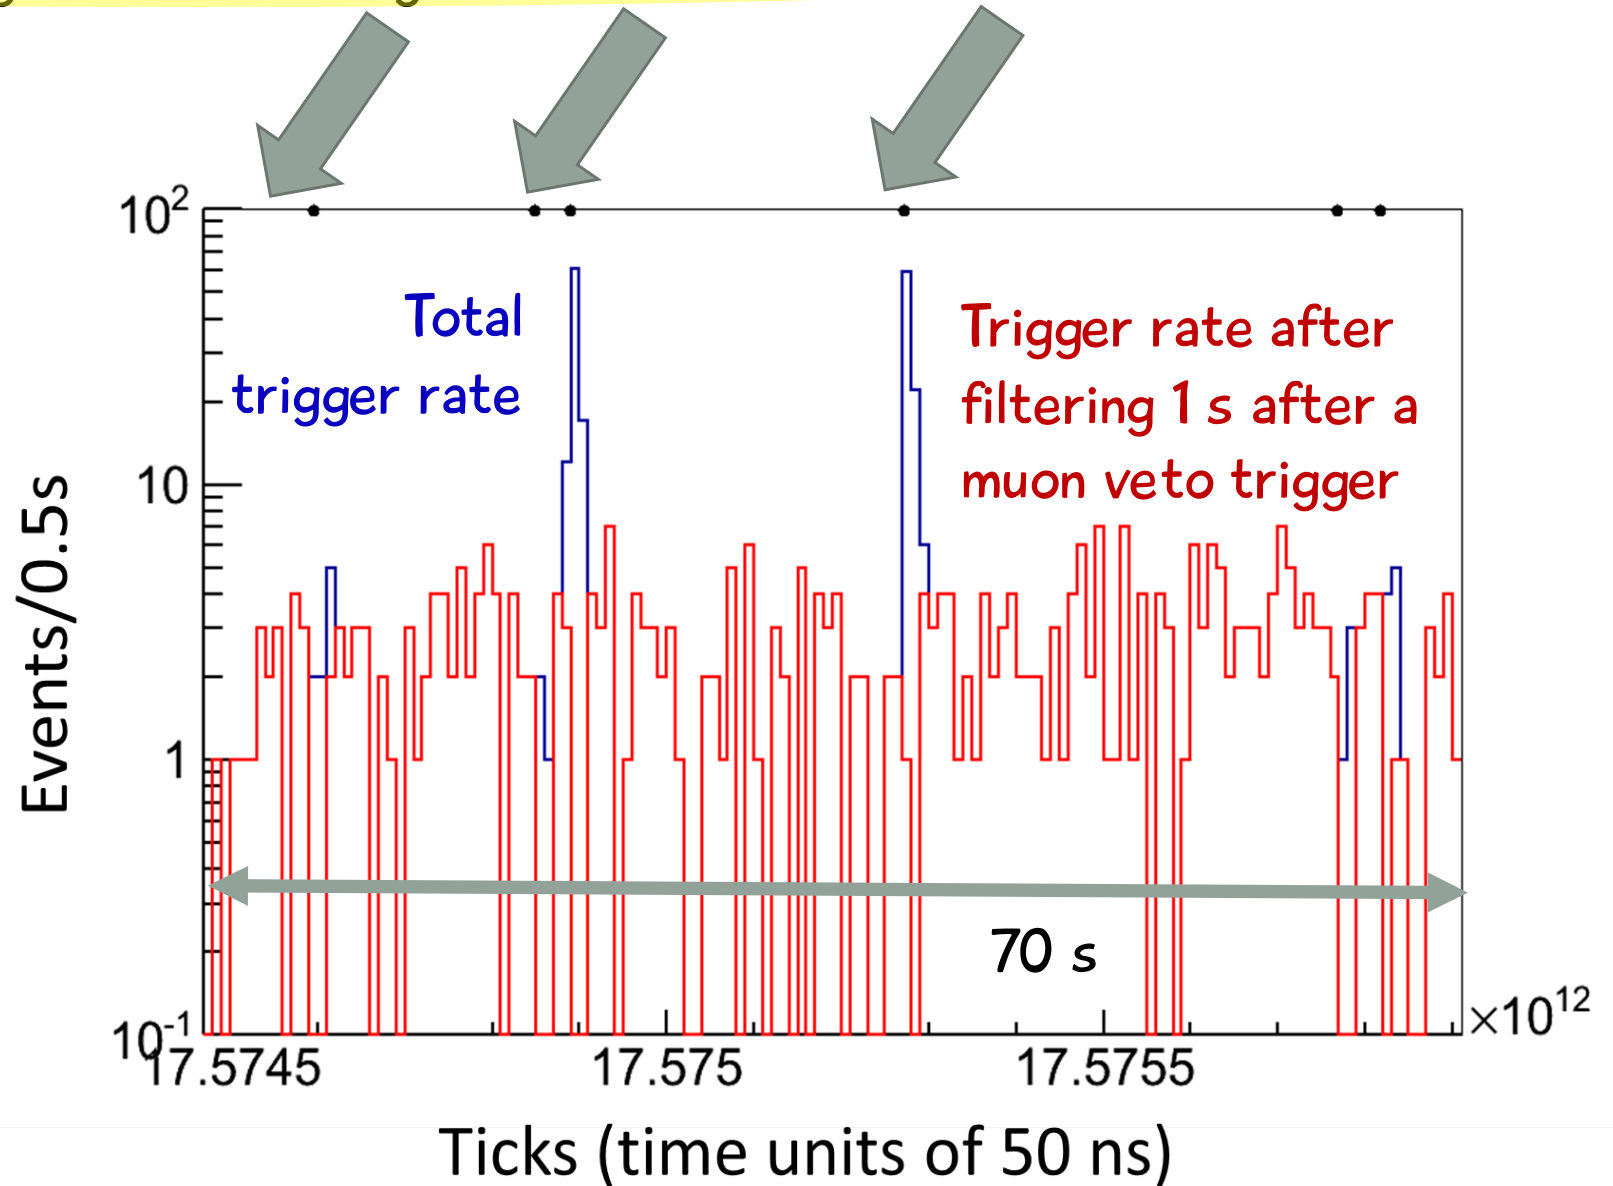 10²
Total
trigger rate
Trigger rate after
filtering 1 s after a
muon veto trigger
10
Events/0.5s
1
70 s
10⁻¹
×10¹²
17.5745 17.575 17.5755
Ticks (time units of 50 ns)